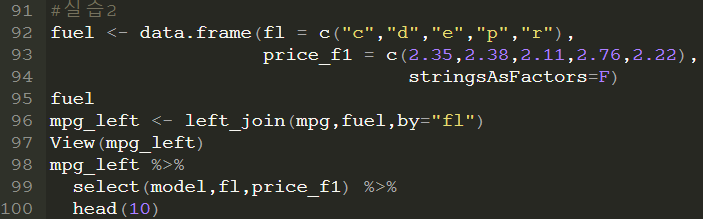 91 #실습2
92 fuel <- data.frame(fl = c("c","d","e","p","r"),
93                    price_f1 = c(2.35,2.38,2.11,2.76,2.22),
94                                 stringsAsFactors=F)
95 fuel
96 mpg_left <- left_join(mpg,fuel,by="fl")
97 View(mpg_left)
98 mpg_left %>%
99   select(model,fl,price_f1) %>%
100   head(10)